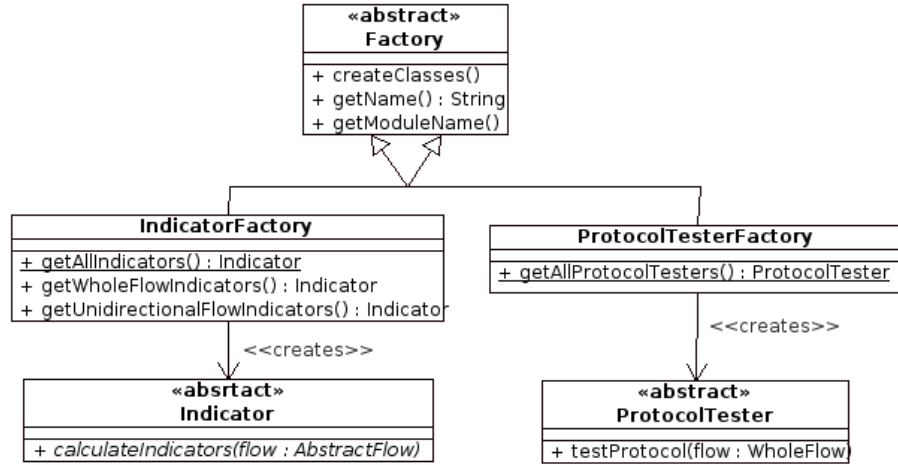 «abstract»
Factory
+ createClasses()
+ getName() : String
+ getModuleName()
IndicatorFactory
+ getAllIndicators() : Indicator
+ getWholeFlowIndicators() : Indicator
+ getUnidirectionalFlowIndicators() : Indicator
ProtocolTesterFactory
+ getAllProtocolTesters() : ProtocolTester
<<creates>>
<<creates>>
«absrtact»
Indicator
+ calculateIndicators(flow : AbstractFlow)
«abstract»
ProtocolTester
+ testProtocol(flow : WholeFlow)